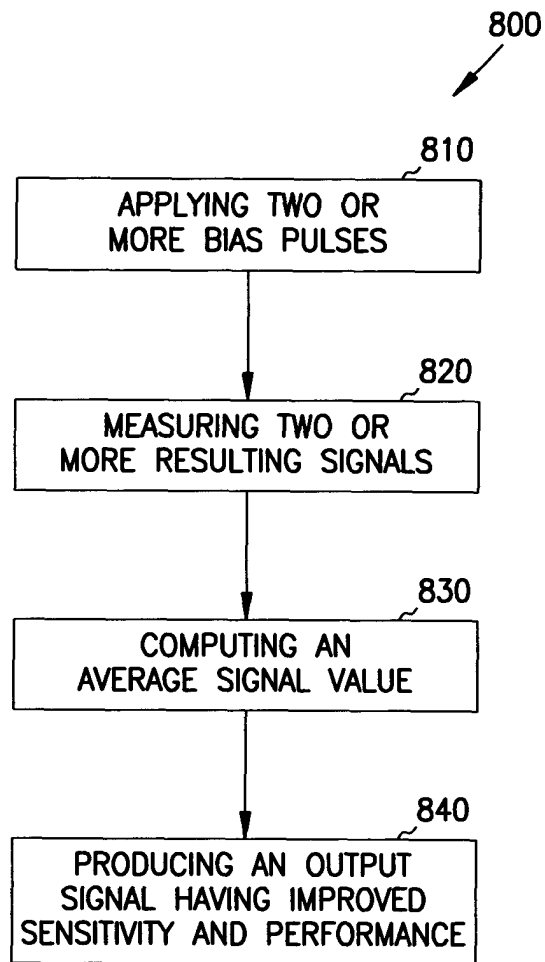 800
810
APPLYING TWO OR
MORE BIAS PULSES
820
MEASURING TWO OR
MORE RESULTING SIGNALS
830
COMPUTING AN
AVERAGE SIGNAL VALUE
840
PRODUCING AN OUTPUT
SIGNAL HAVING IMPROVED
SENSITIVITY AND PERFORMANCE